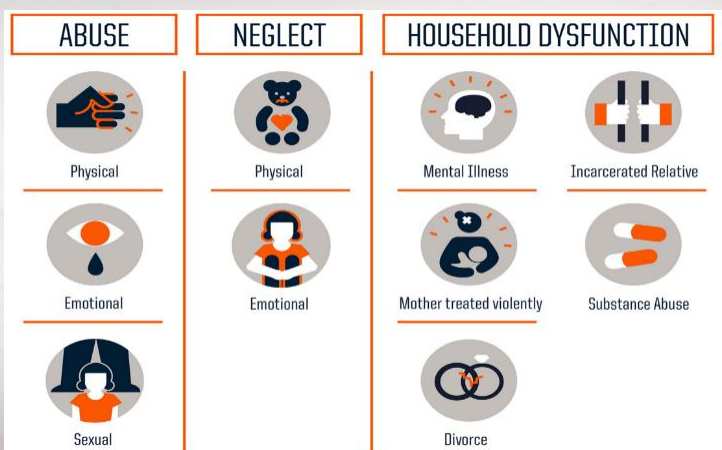 ABUSE
Physical
Emotional
Sexual
NEGLECT
Physical
Emotional
HOUSEHOLD DYSFUNCTION
Mental Illness
Incarcerated Relative
Mother treated violently
Substance Abuse
Divorce